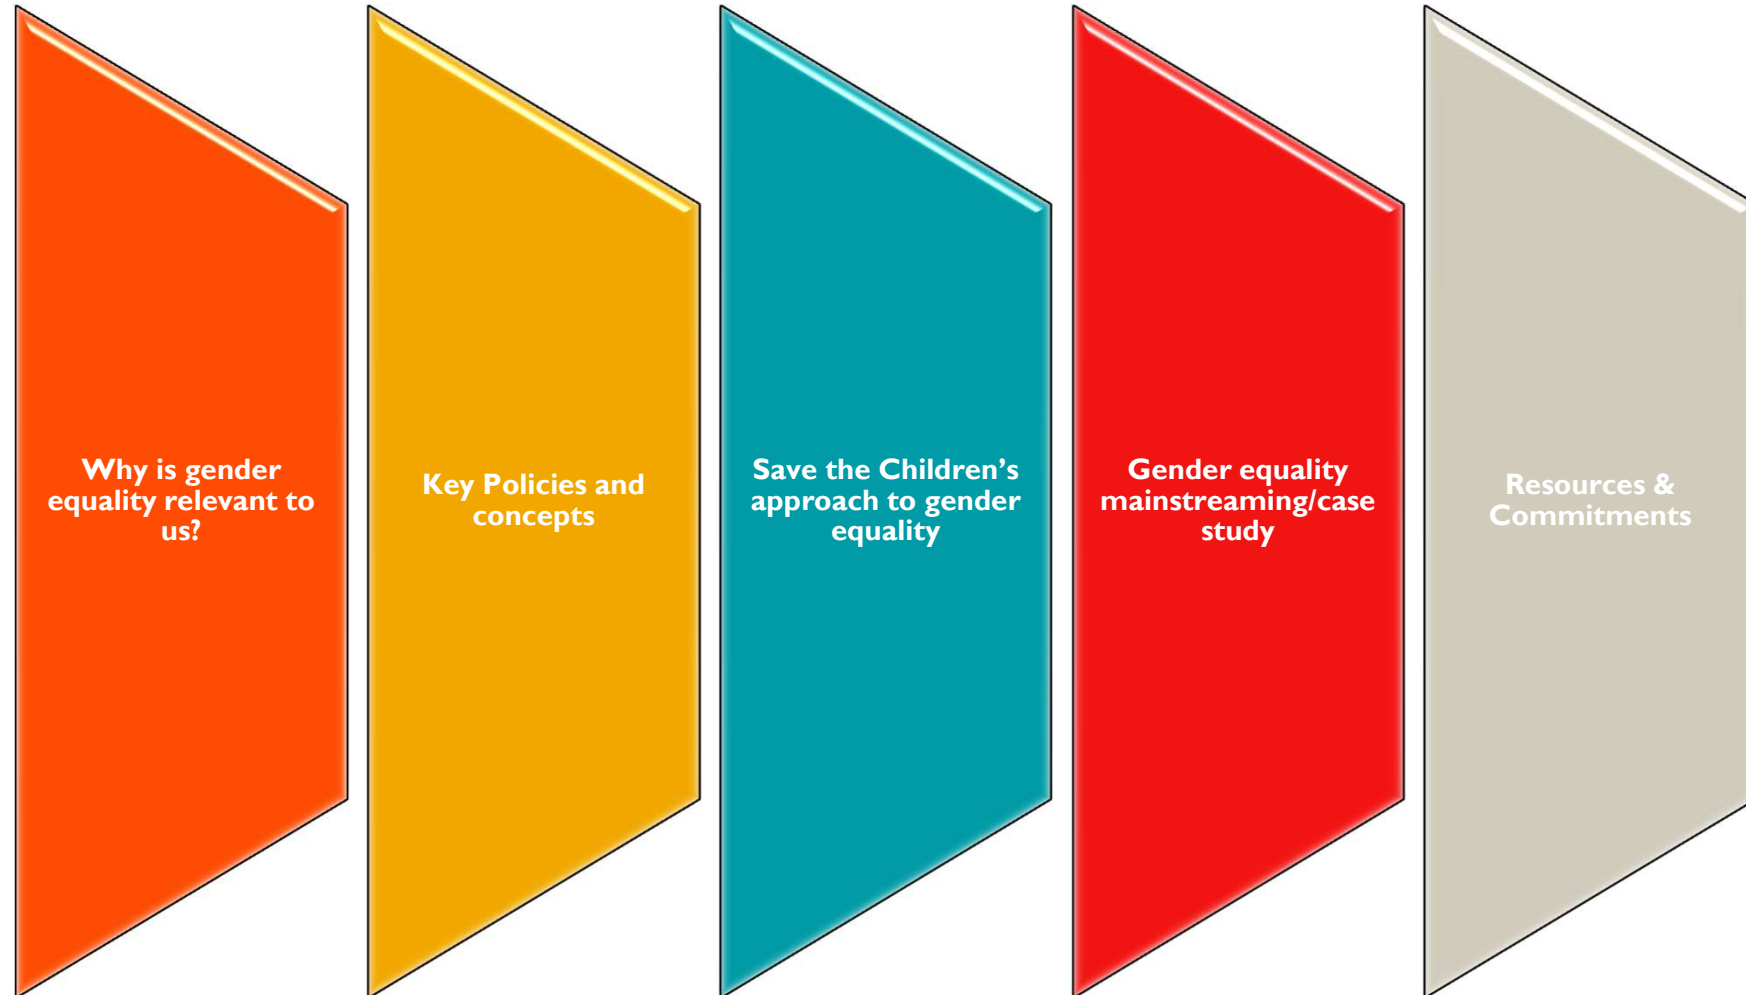 Why is gender
equality relevant to
us?
Key Policies and
concepts
Save the Children’s
approach to gender
equality
Gender equality
mainstreaming/case
study
Resources &
Commitments